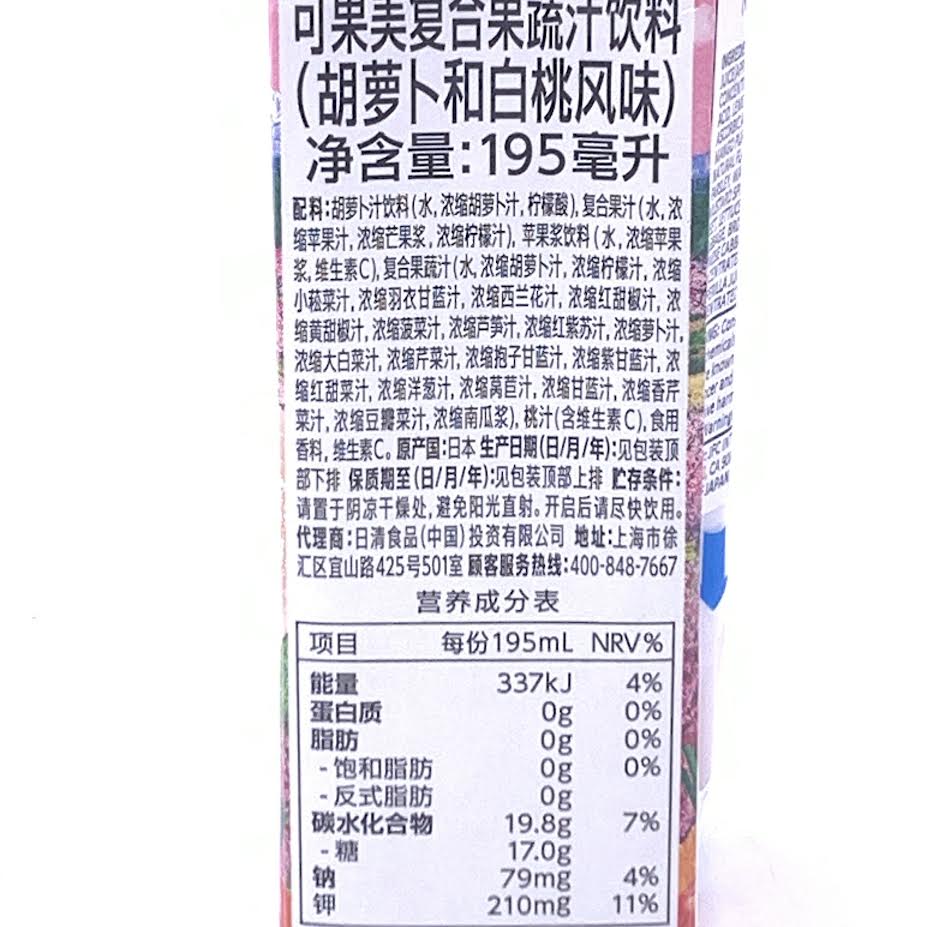 可果美复合果蔬汁饮料
(胡萝卜和白桃风味)
净含量:195毫升
配料:胡萝卜汁饮料(水,浓缩胡萝卜汁,柠檬酸),复合果汁(水,浓
缩苹果汁,浓缩芒果浆,浓缩柠檬汁),苹果浆饮料(水,浓缩苹果
浆,维生素C),复合果蔬汁(水,浓缩胡萝卜汁,浓缩柠檬汁,浓缩
小菘菜汁,浓缩羽衣甘蓝汁,浓缩西兰花汁,浓缩红甜椒汁,浓
缩黄甜椒汁,浓缩菠菜汁,浓缩芦笋汁,浓缩红紫苏汁,浓缩萝卜汁,
浓缩大白菜汁,浓缩芹菜汁,浓缩抱子甘蓝汁,浓缩紫甘蓝汁,浓
缩红甜菜汁,浓缩洋葱汁,浓缩莴苣汁,浓缩甘蓝汁,浓缩香芹
菜汁,浓缩豆瓣菜汁,浓缩南瓜浆),桃汁(含维生素C),食用
香料,维生素C。原产国:日本 生产日期(日/月/年):见包装顶
部下排 保质期至(日/月/年):见包装顶部上排 贮存条件:
请置于阴凉干燥处,避免阳光直射。开启后请尽快饮用。
代理商:日清食品(中国)投资有限公司 地址:上海市徐
汇区宜山路425号501室 顾客服务热线:400-848-7667
营养成分表
项目 每份195mL NRV%
能量 337kJ 4%
蛋白质 0g 0%
脂肪 0g 0%
-饱和脂肪 0g 0%
-反式脂肪 0g
碳水化合物 19.8g 7%
-糖 17.0g
钠 79mg 4%
钾 210mg 11%